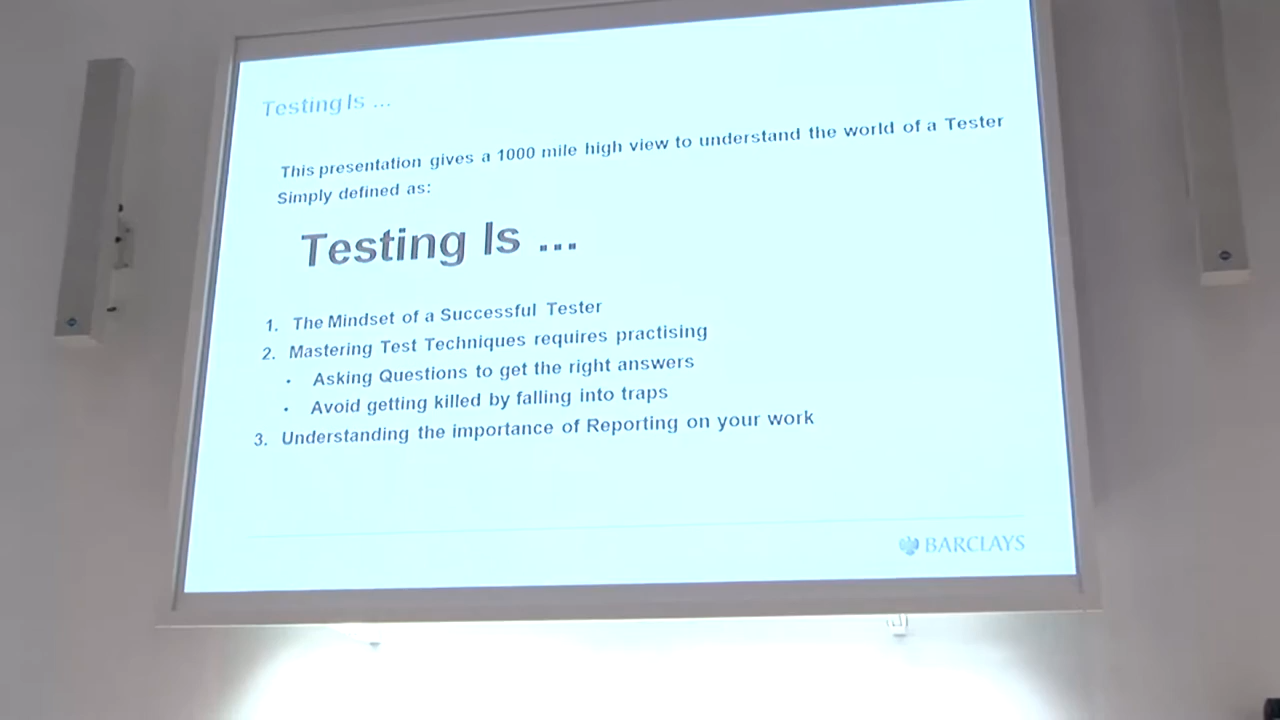 Testing Is ...
This presentation gives a 1000 mile high view to understand the world of a Tester
Simply defined as:
Testing Is ...
1. The Mindset of a Successful Tester
2. Mastering Test Techniques requires practising
• Asking Questions to get the right answers
• Avoid getting killed by falling into traps
3. Understanding the importance of Reporting on your work
BARCLAYS